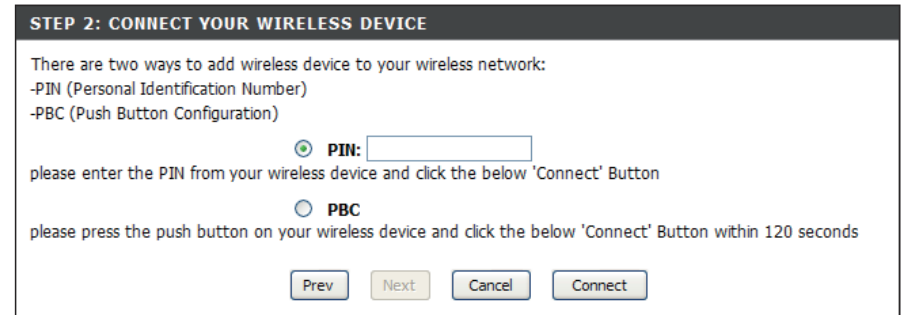 STEP 2: CONNECT YOUR WIRELESS DEVICE
There are two ways to add wireless device to your wireless network:
-PIN (Personal Identification Number)
-PBC (Push Button Configuration)
PIN:
please enter the PIN from your wireless device and click the below 'Connect' Button
PBC
please press the push button on your wireless device and click the below 'Connect' Button within 120 seconds
Prev Next Cancel Connect